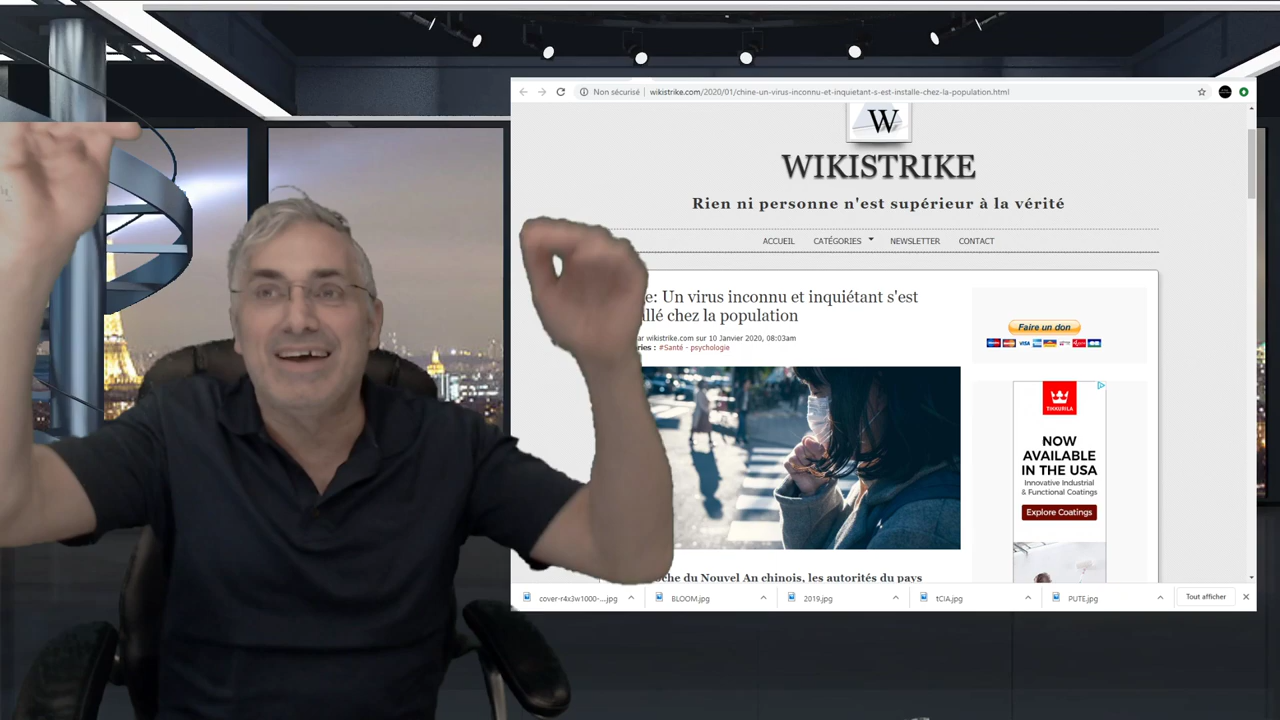 Non sécurisé
wikistrike.com/2020/01/chine-un-virus-inconnu-et-inquietant-s-est-installe-chez-la-population.html
W
WIKISTRIKE
Rien ni personne n'est supérieur à la vérité
ACCUEIL CATÉGORIES NEWSLETTER CONTACT
e: Un virus inconnu et inquiétant s'est
allé chez la population
ar wikistrike.com sur 10 Janvier 2020, 08:03am
ries : #Santé - psychologie
Faire un don
VISA
TIKKURILA
NOW
AVAILABLE
IN THE USA
Innovative Industrial
& Functional Coatings
Explore Coatings
oche du Nouvel An chinois, les autorités du pays
cover-r4x3w1000-...jpg
BLOOM.jpg
2019.jpg
tCIA.jpg
PUTE.jpg
Tout afficher